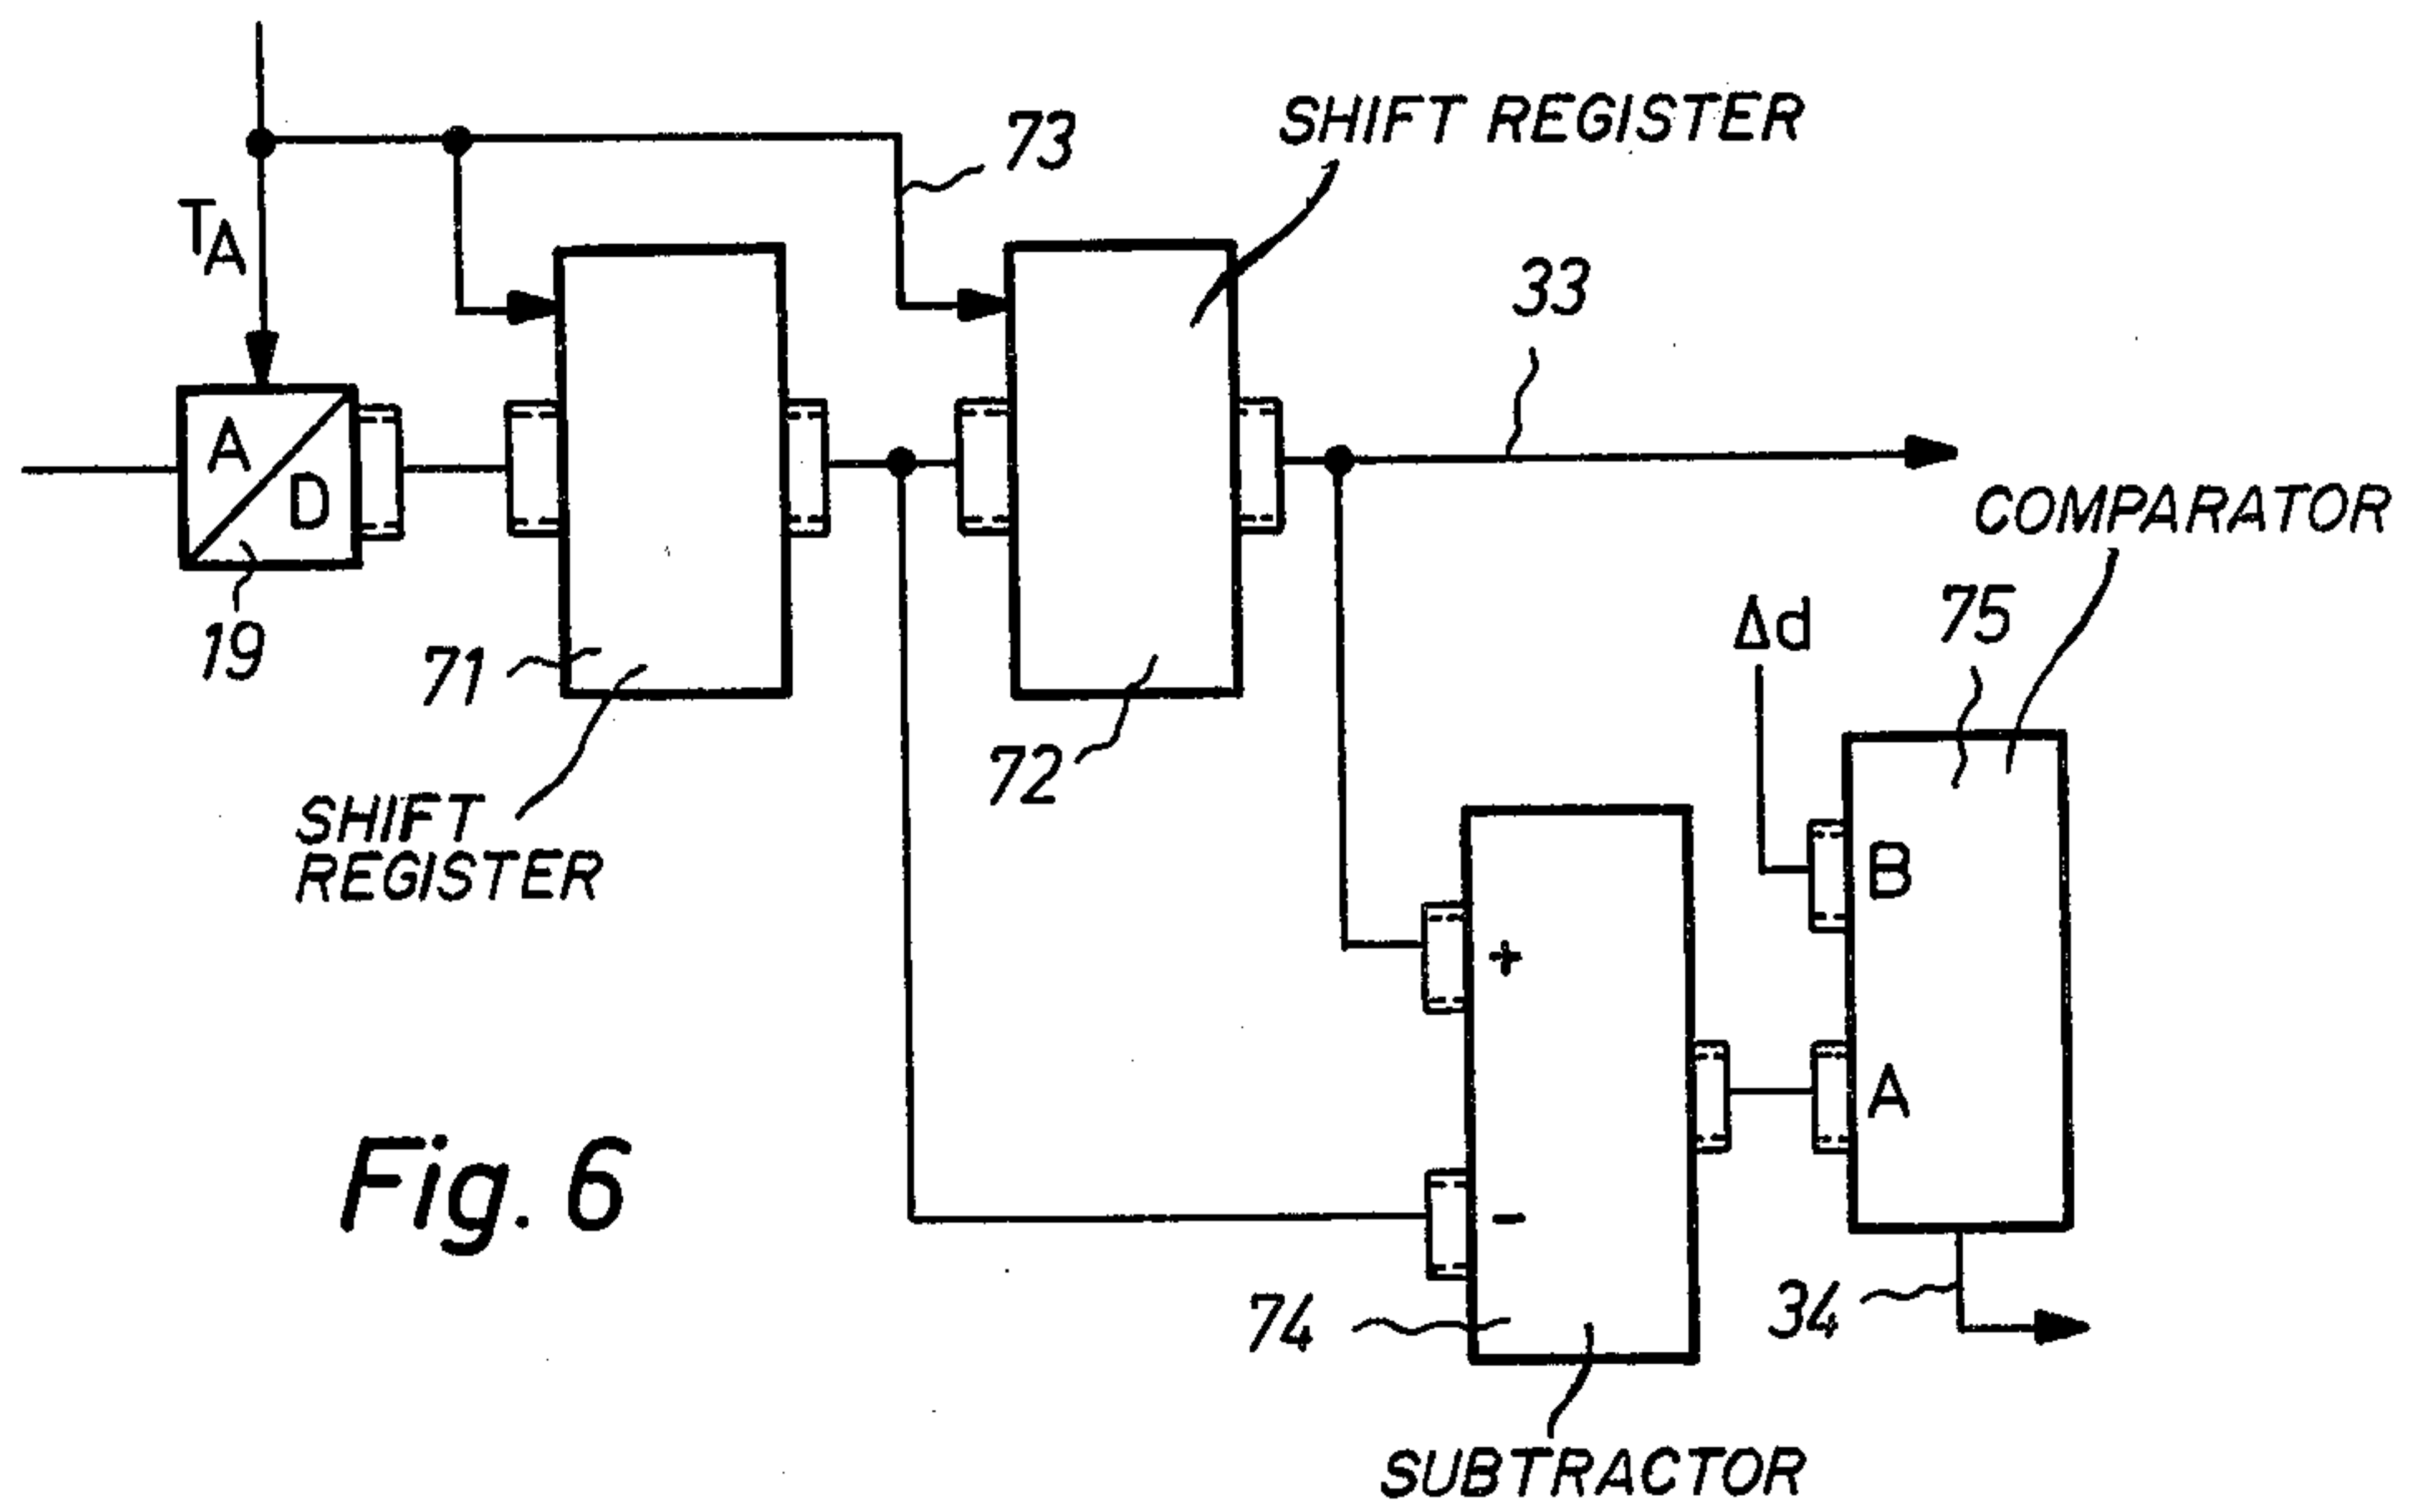 73
SHIFT REGISTER
TA
33
A
D
COMPARATOR
19
71
75
Δd
72
SHIFT
REGISTER
B
+
A
Fig. 6
-
74
34
SUBTRACTOR